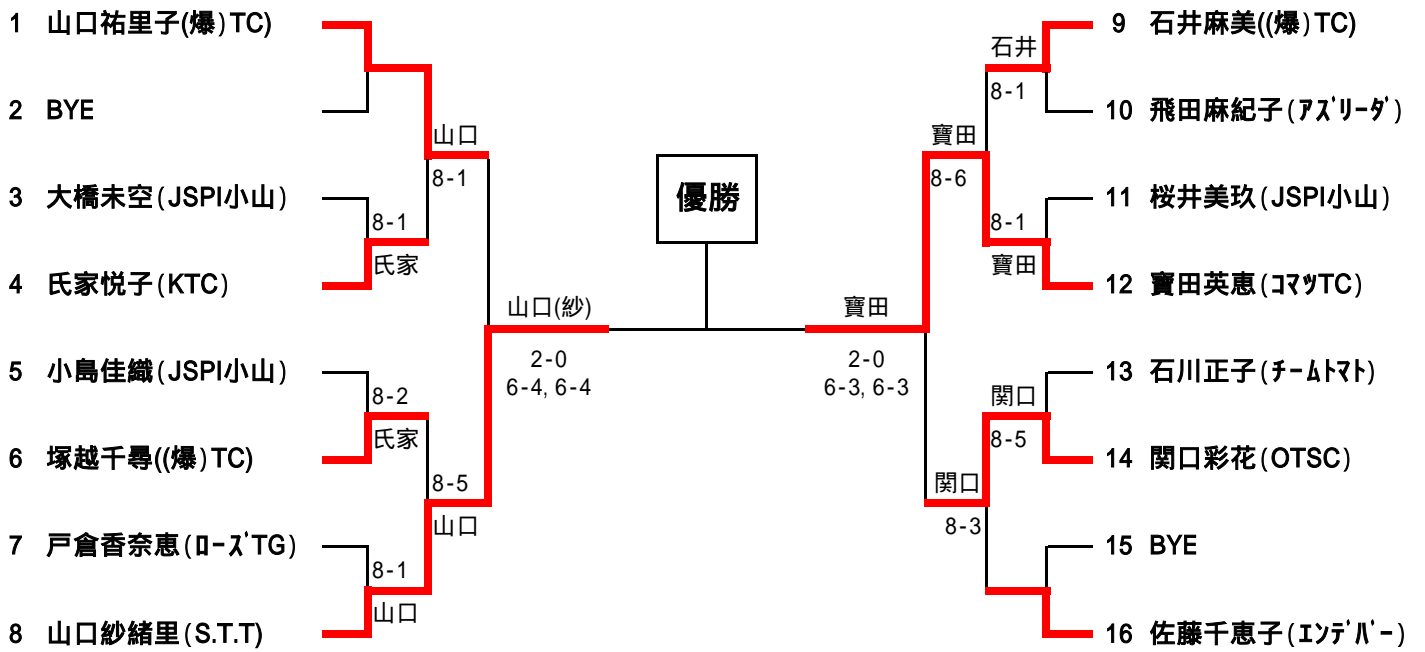 1 山口祐里子(爆)TC)
2 BYE
3 大橋未空(JSPI小山)
4 氏家悦子(KTC)
5 小島佳織(JSPI小山)
6 塚越千尋((爆)TC)
7 戸倉香奈恵(ﾛｰｽﾞTG)
8 山口紗緒里(S.T.T)
8-1
氏家
8-2
氏家
8-1
山口
山口
8-1
8-5
山口
山口(紗)
2-0
6-4, 6-4
優勝
寶田
2-0
6-3, 6-3
寶田
8-6
関口
8-3
石井
8-1
8-1
寶田
関口
8-5
9 石井麻美((爆)TC)
10 飛田麻紀子(ｱｽﾞﾘｰﾀﾞ)
11 桜井美玖(JSPI小山)
12 寶田英恵(ｺﾏﾂTC)
13 石川正子(ﾁｰﾑﾄﾏﾄ)
14 関口彩花(OTSC)
15 BYE
16 佐藤千恵子(ｴﾝﾃﾞﾊﾞｰ)